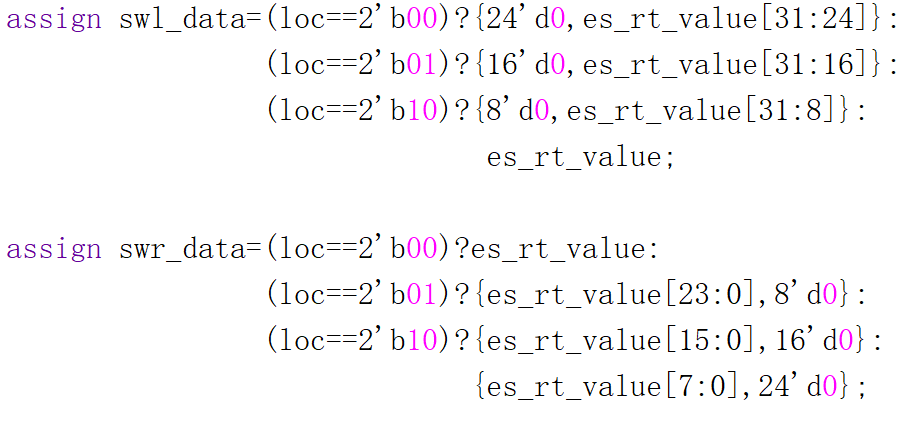 assign swl_data=(loc==2'b00)?{24'd0,es_rt_value[31:24]}:
(loc==2'b01)?{16'd0,es_rt_value[31:16]}:
(loc==2'b10)?{8'd0,es_rt_value[31:8]}:
es_rt_value;
assign swr_data=(loc==2'b00)?es_rt_value:
(loc==2'b01)?{es_rt_value[23:0],8'd0}:
(loc==2'b10)?{es_rt_value[15:0],16'd0}:
{es_rt_value[7:0],24'd0};